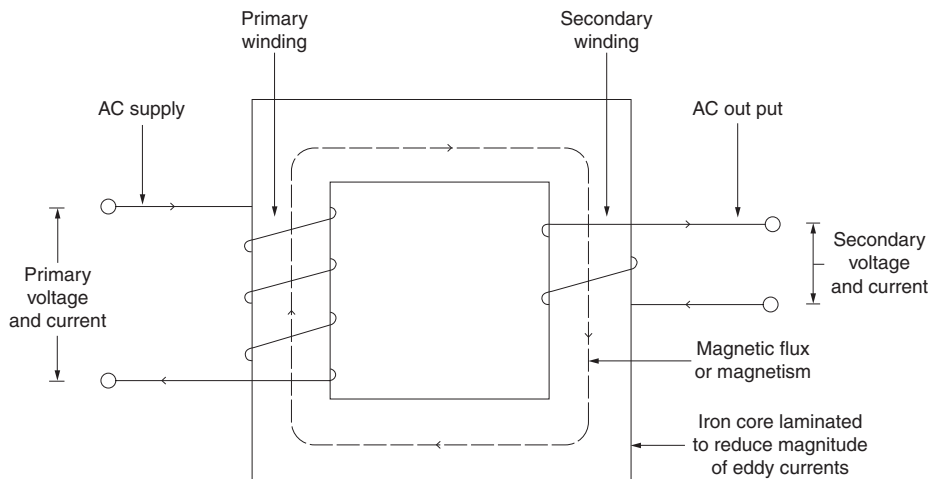 Primary
winding
Secondary
winding
AC supply
AC out put
Primary
voltage
and current
Secondary
voltage
and current
Magnetic flux
or magnetism
Iron core laminated
to reduce magnitude
of eddy currents